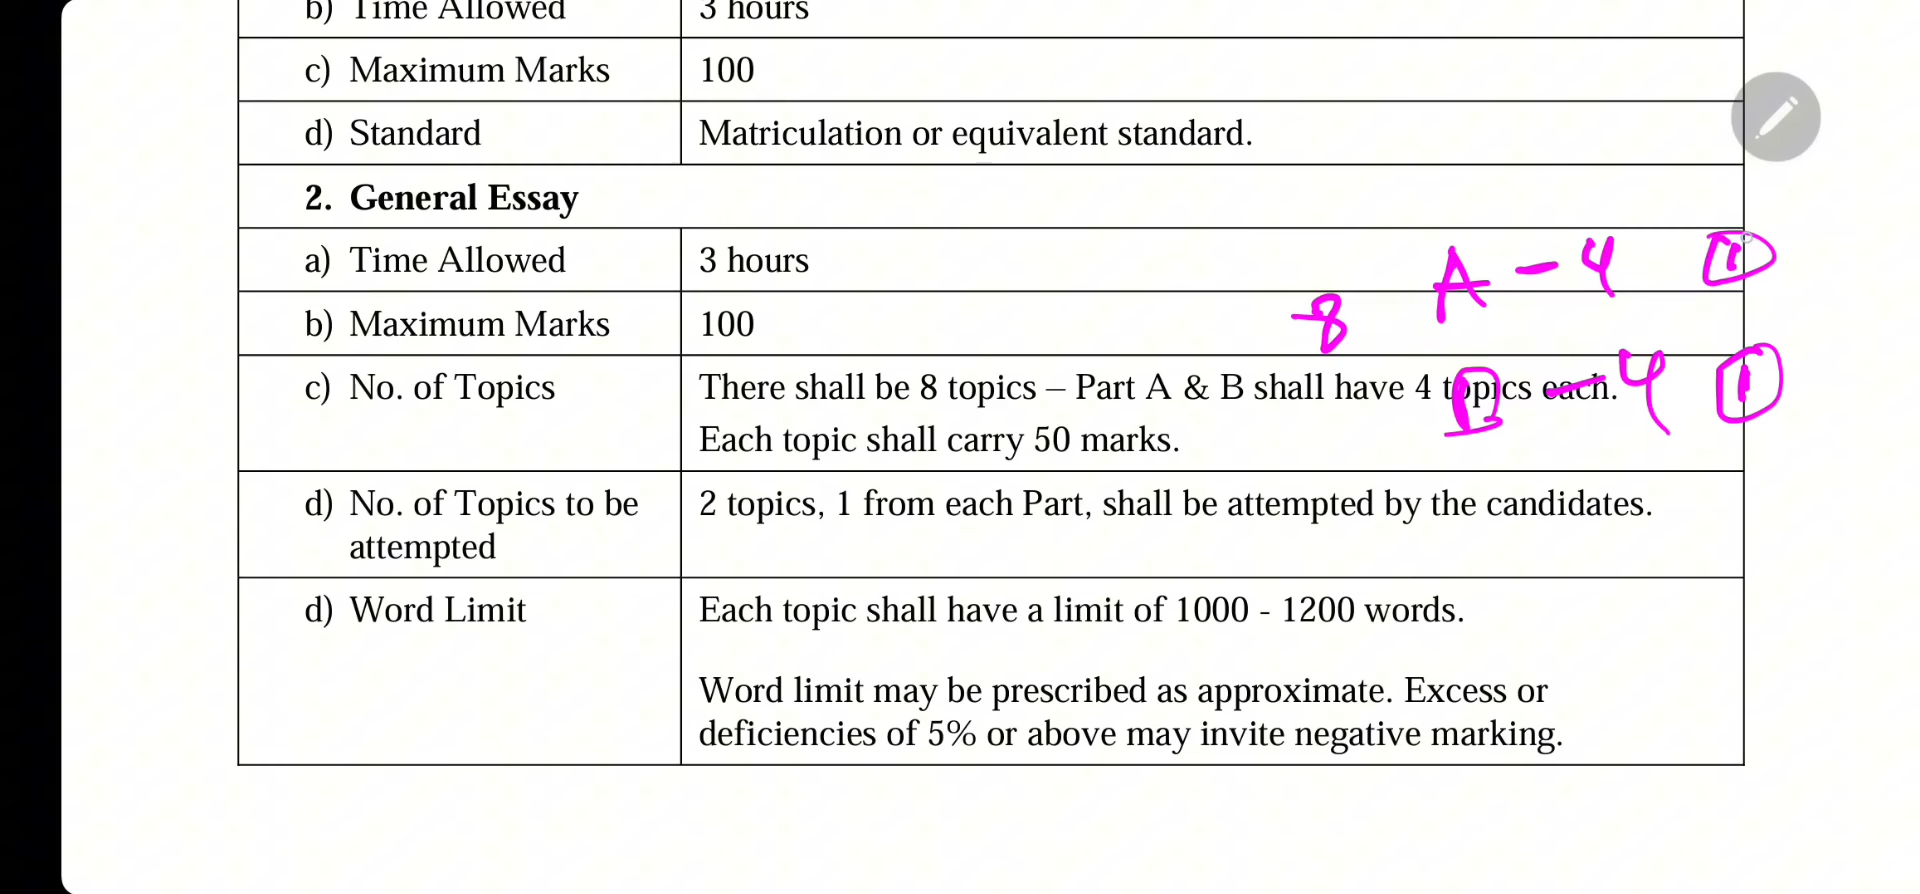 b) Time Allowed 3 hours
c) Maximum Marks 100
d) Standard Matriculation or equivalent standard.
2. General Essay
a) Time Allowed 3 hours
A - 4 1
b) Maximum Marks 100
8
c) No. of Topics There shall be 8 topics – Part A & B shall have 4 topics each.
B - 4 1
Each topic shall carry 50 marks.
d) No. of Topics to be 2 topics, 1 from each Part, shall be attempted by the candidates.
attempted
d) Word Limit Each topic shall have a limit of 1000 - 1200 words.
Word limit may be prescribed as approximate. Excess or
deficiencies of 5% or above may invite negative marking.